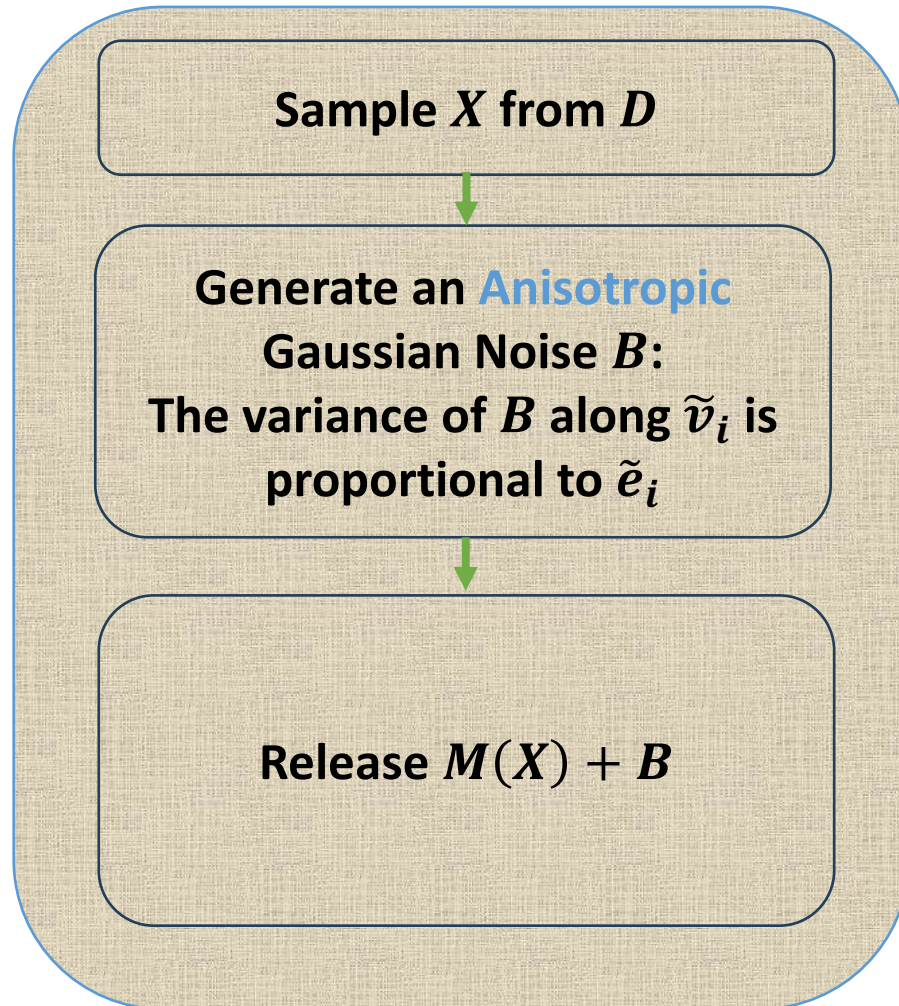 Sample X from D
Generate an Anisotropic
Gaussian Noise B:
The variance of B along ṽᵢ is
proportional to ẽᵢ
Release M(X) + B